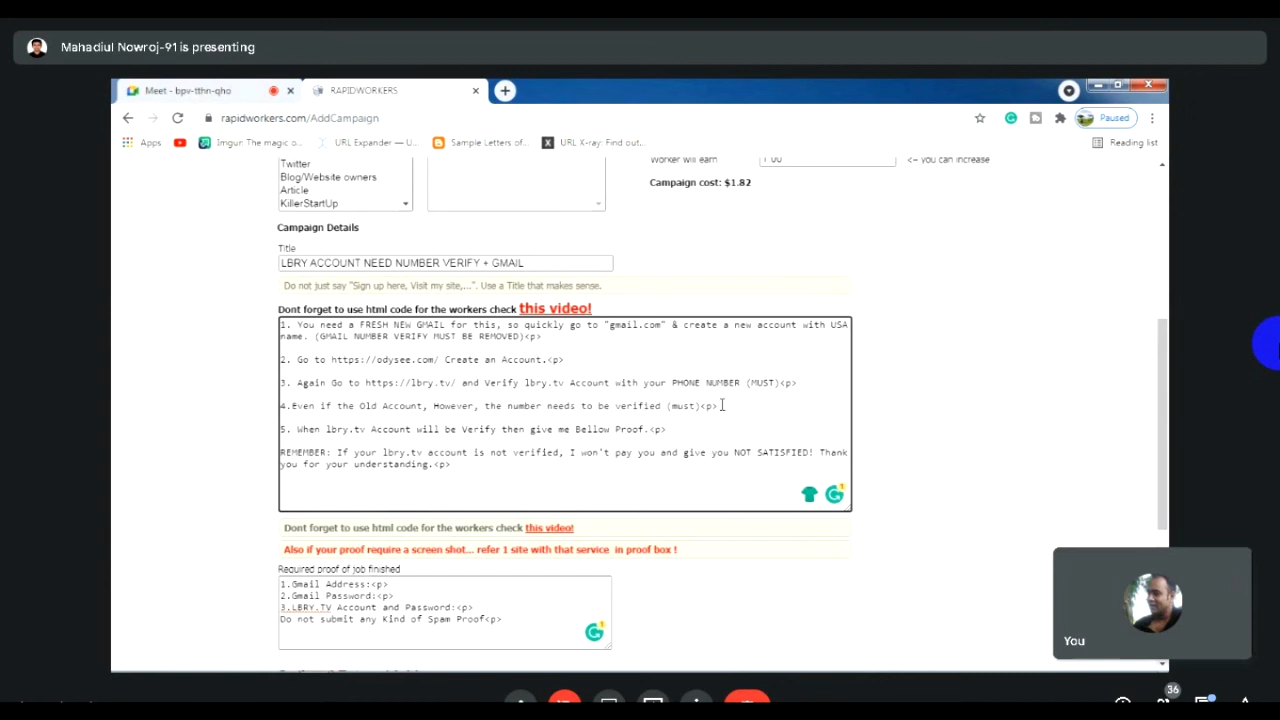 Mahadiul Nowroj-91 is presenting
Meet - bpv-tthn-qho
RAPIDWORKERS
rapidworkers.com/AddCampaign
Paused
Apps
Imgur: The magic o...
URL Expander — U...
Sample Letters of...
URL X-ray: Find out...
Reading list
Twitter
Blog/Website owners
Article
KillerStartUp
Worker will earn
1.00
<- you can increase
Campaign cost: $1.82
Campaign Details
Title
LBRY ACCOUNT NEED NUMBER VERIFY + GMAIL
Do not just say "Sign up here, Visit my site,...". Use a Title that makes sense.
Dont forget to use html code for the workers check this video!
1. You need a FRESH NEW GMAIL for this, so quickly go to "gmail.com" & create a new account with USA
name. (GMAIL NUMBER VERIFY MUST BE REMOVED)<p>
2. Go to https://odysee.com/ Create an Account.<p>
3. Again Go to https://lbry.tv/ and Verify lbry.tv Account with your PHONE NUMBER (MUST)<p>
4.Even if the Old Account, However, the number needs to be verified (must)<p>
5. When lbry.tv Account will be Verify then give me Bellow Proof.<p>
REMEMBER: If your lbry.tv account is not verified, I won't pay you and give you NOT SATISFIED! Thank
you for your understanding.<p>
Dont forget to use html code for the workers check this video!
Also if your proof require a screen shot... refer 1 site with that service in proof box !
Required proof of job finished
1.Gmail Address:<p>
2.Gmail Password:<p>
3.LBRY.TV Account and Password:<p>
Do not submit any Kind of Spam Proof<p>
You
36